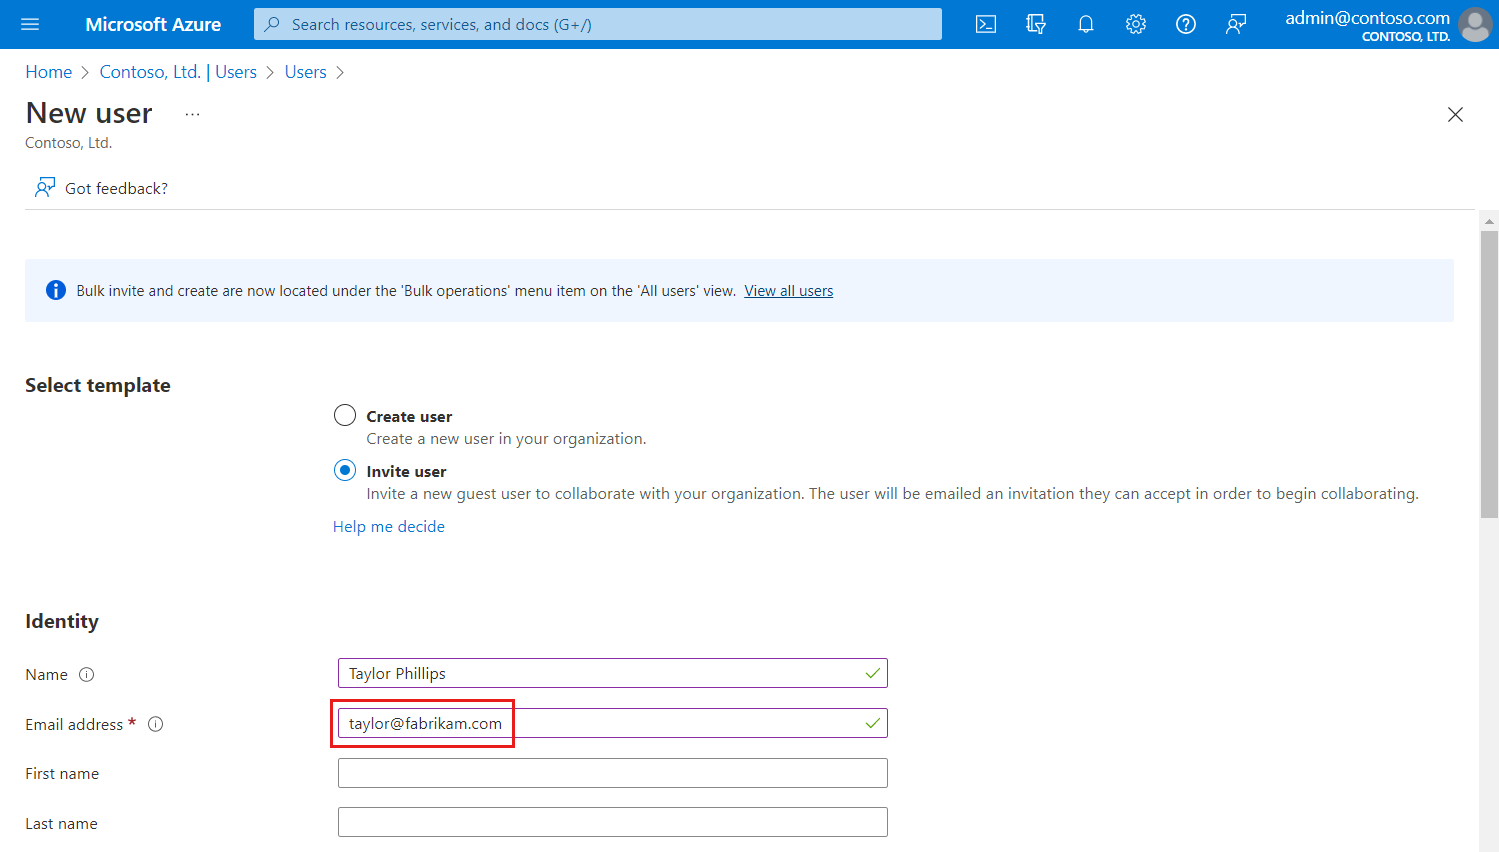 Microsoft Azure
Search resources, services, and docs (G+/)
admin@contoso.com
CONTOSO, LTD.
Home > Contoso, Ltd. | Users > Users >
New user ...
Contoso, Ltd.
Got feedback?
Bulk invite and create are now located under the 'Bulk operations' menu item on the 'All users' view. View all users
Select template
Create user
Create a new user in your organization.
Invite user
Invite a new guest user to collaborate with your organization. The user will be emailed an invitation they can accept in order to begin collaborating.
Help me decide
Identity
Name Taylor Phillips
Email address * taylor@fabrikam.com
First name
Last name